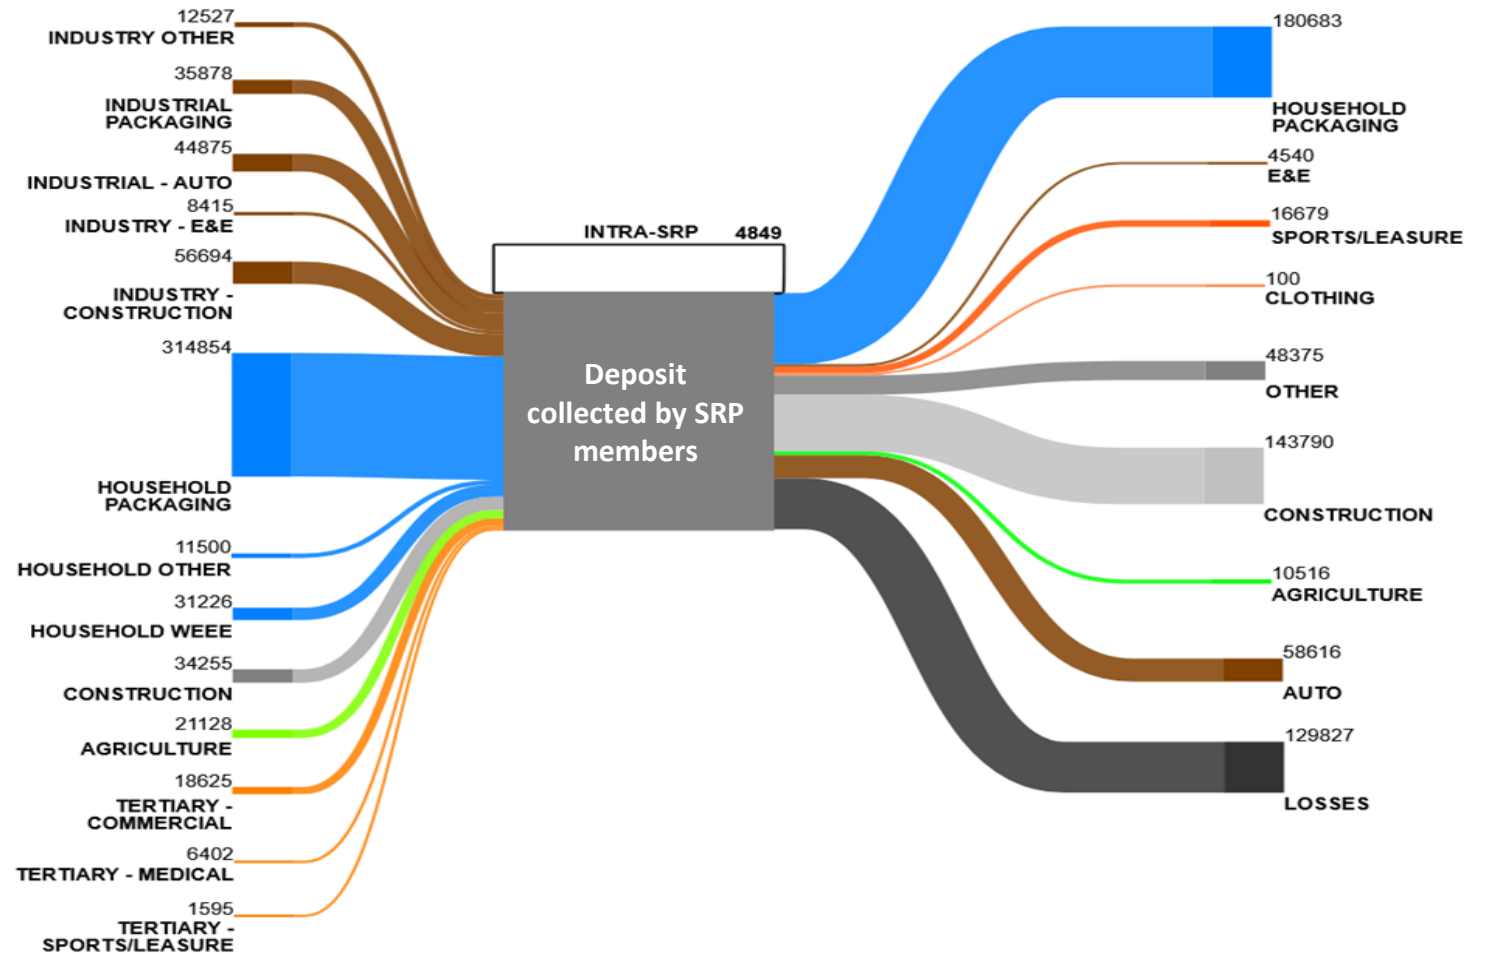 12527
INDUSTRY OTHER
35878
INDUSTRIAL
PACKAGING
44875
INDUSTRIAL - AUTO
8415
INDUSTRY - E&E
56694
INDUSTRY -
CONSTRUCTION
314854
HOUSEHOLD
PACKAGING
11500
HOUSEHOLD OTHER
31226
HOUSEHOLD WEEE
34255
CONSTRUCTION
21128
AGRICULTURE
18625
TERTIARY -
COMMERCIAL
6402
TERTIARY - MEDICAL
1595
TERTIARY -
SPORTS/LEASURE
INTRA-SRP 4849
Deposit
collected by SRP
members
180683
HOUSEHOLD
PACKAGING
4540
E&E
16679
SPORTS/LEASURE
100
CLOTHING
48375
OTHER
143790
CONSTRUCTION
10516
AGRICULTURE
58616
AUTO
129827
LOSSES